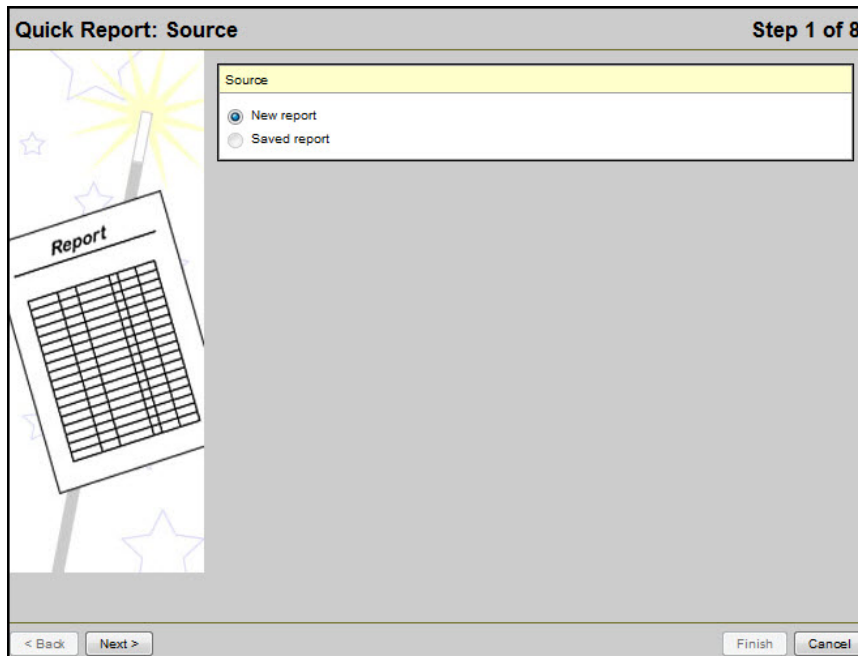 Quick Report: Source Step 1 of 8
Source
New report
Saved report
Report
< Back Next > Finish Cancel